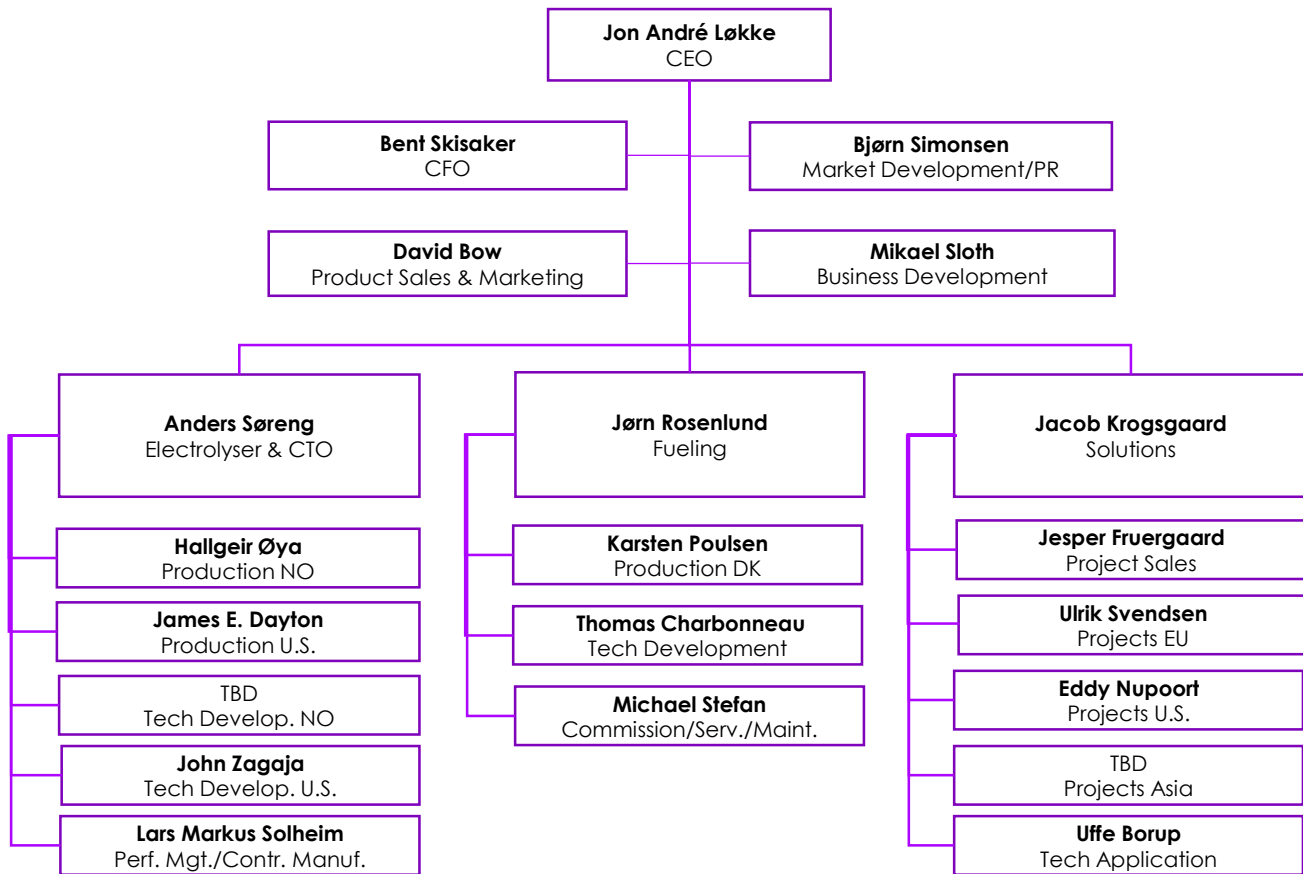 Jon André Løkke
CEO
Bent Skisaker
CFO
Bjørn Simonsen
Market Development/PR
David Bow
Product Sales & Marketing
Mikael Sloth
Business Development
Anders Søreng
Electrolyser & CTO
Hallgeir Øya
Production NO
James E. Dayton
Production U.S.
TBD
Tech Develop. NO
John Zagaja
Tech Develop. U.S.
Lars Markus Solheim
Perf. Mgt./Contr. Manuf.
Jørn Rosenlund
Fueling
Karsten Poulsen
Production DK
Thomas Charbonneau
Tech Development
Michael Stefan
Commission/Serv./Maint.
Jacob Krogsgaard
Solutions
Jesper Fruergaard
Project Sales
Ulrik Svendsen
Projects EU
Eddy Nupoort
Projects U.S.
TBD
Projects Asia
Uffe Borup
Tech Application